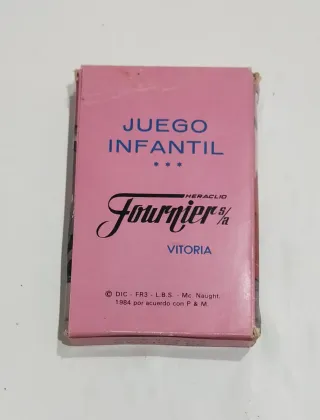 JUEGO
INFANTIL
***
HERACLIO
Fournier s/a
VITORIA
© DIC - FR3 - L.B.S - Mc. Naught.
1984 por acuerdo con P & M.